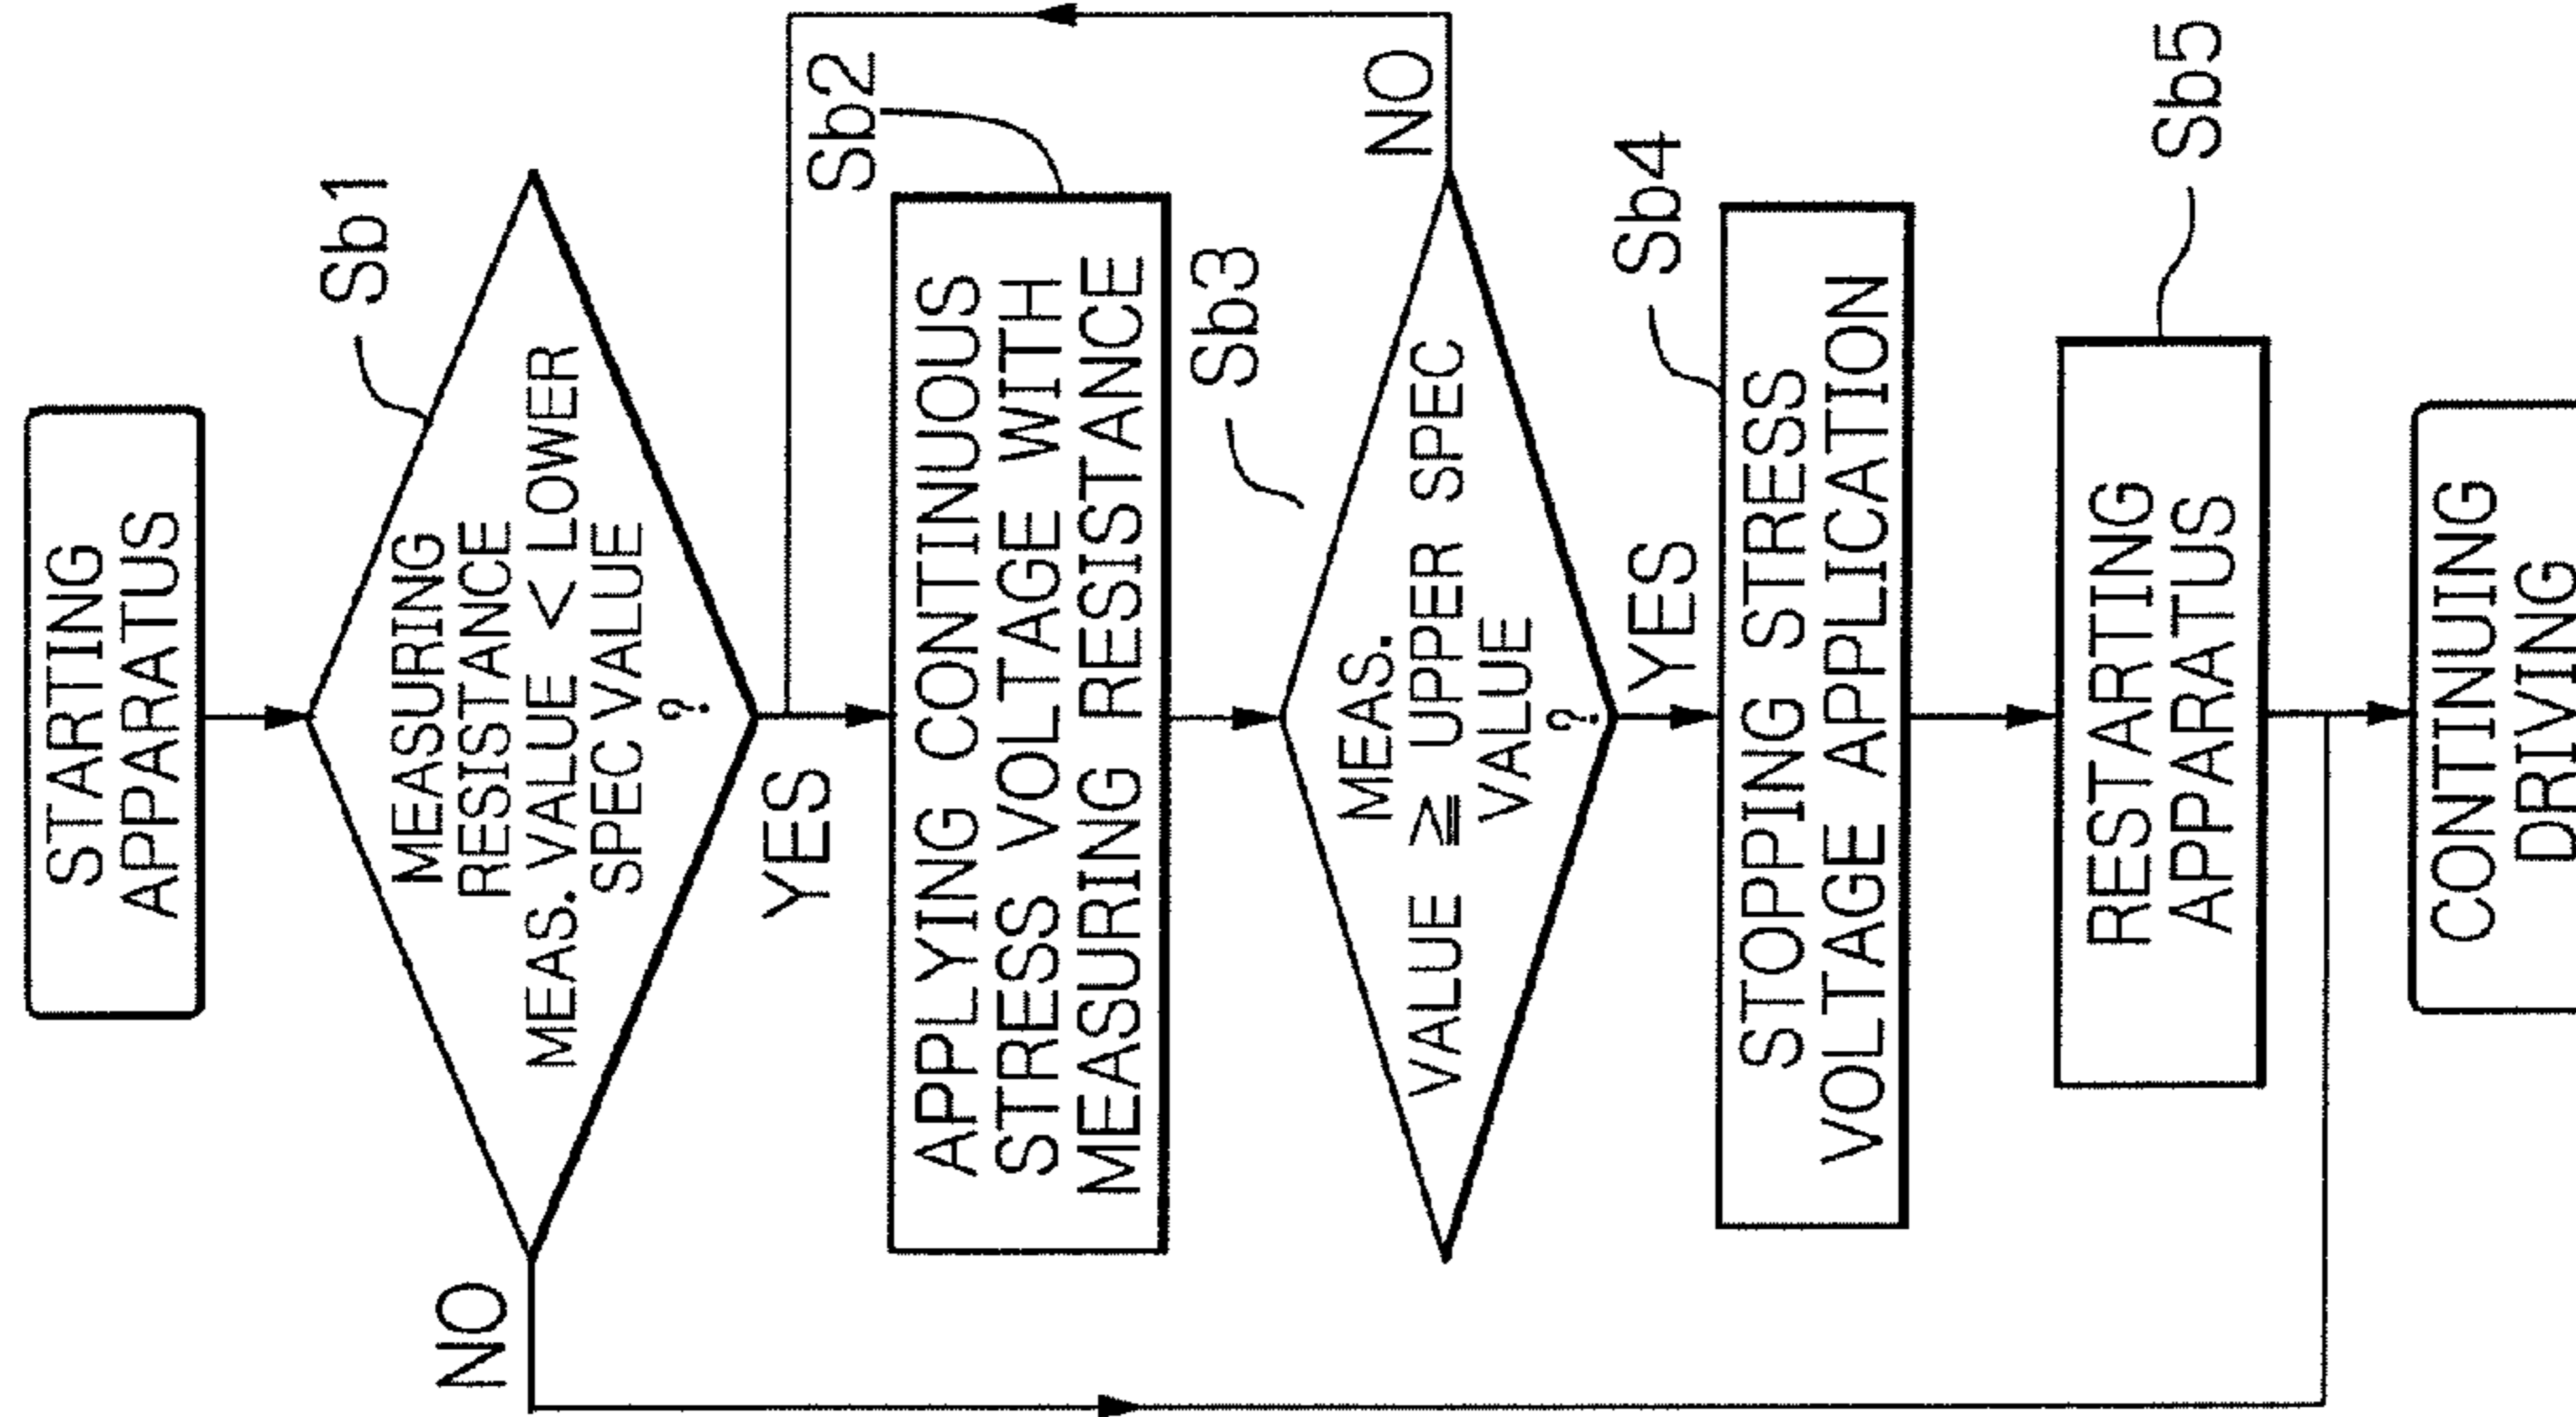 STARTING
APPARATUS
Sb1
MEASURING
RESISTANCE
MEAS. VALUE < LOWER
SPEC VALUE
?
NO
YES
Sb2
APPLYING CONTINUOUS
STRESS VOLTAGE WITH
MEASURING RESISTANCE
Sb3
MEAS.
VALUE ≧ UPPER SPEC
VALUE
?
NO
YES
Sb4
STOPPING STRESS
VOLTAGE APPLICATION
Sb5
RESTARTING
APPARATUS
CONTINUING
DRIVING